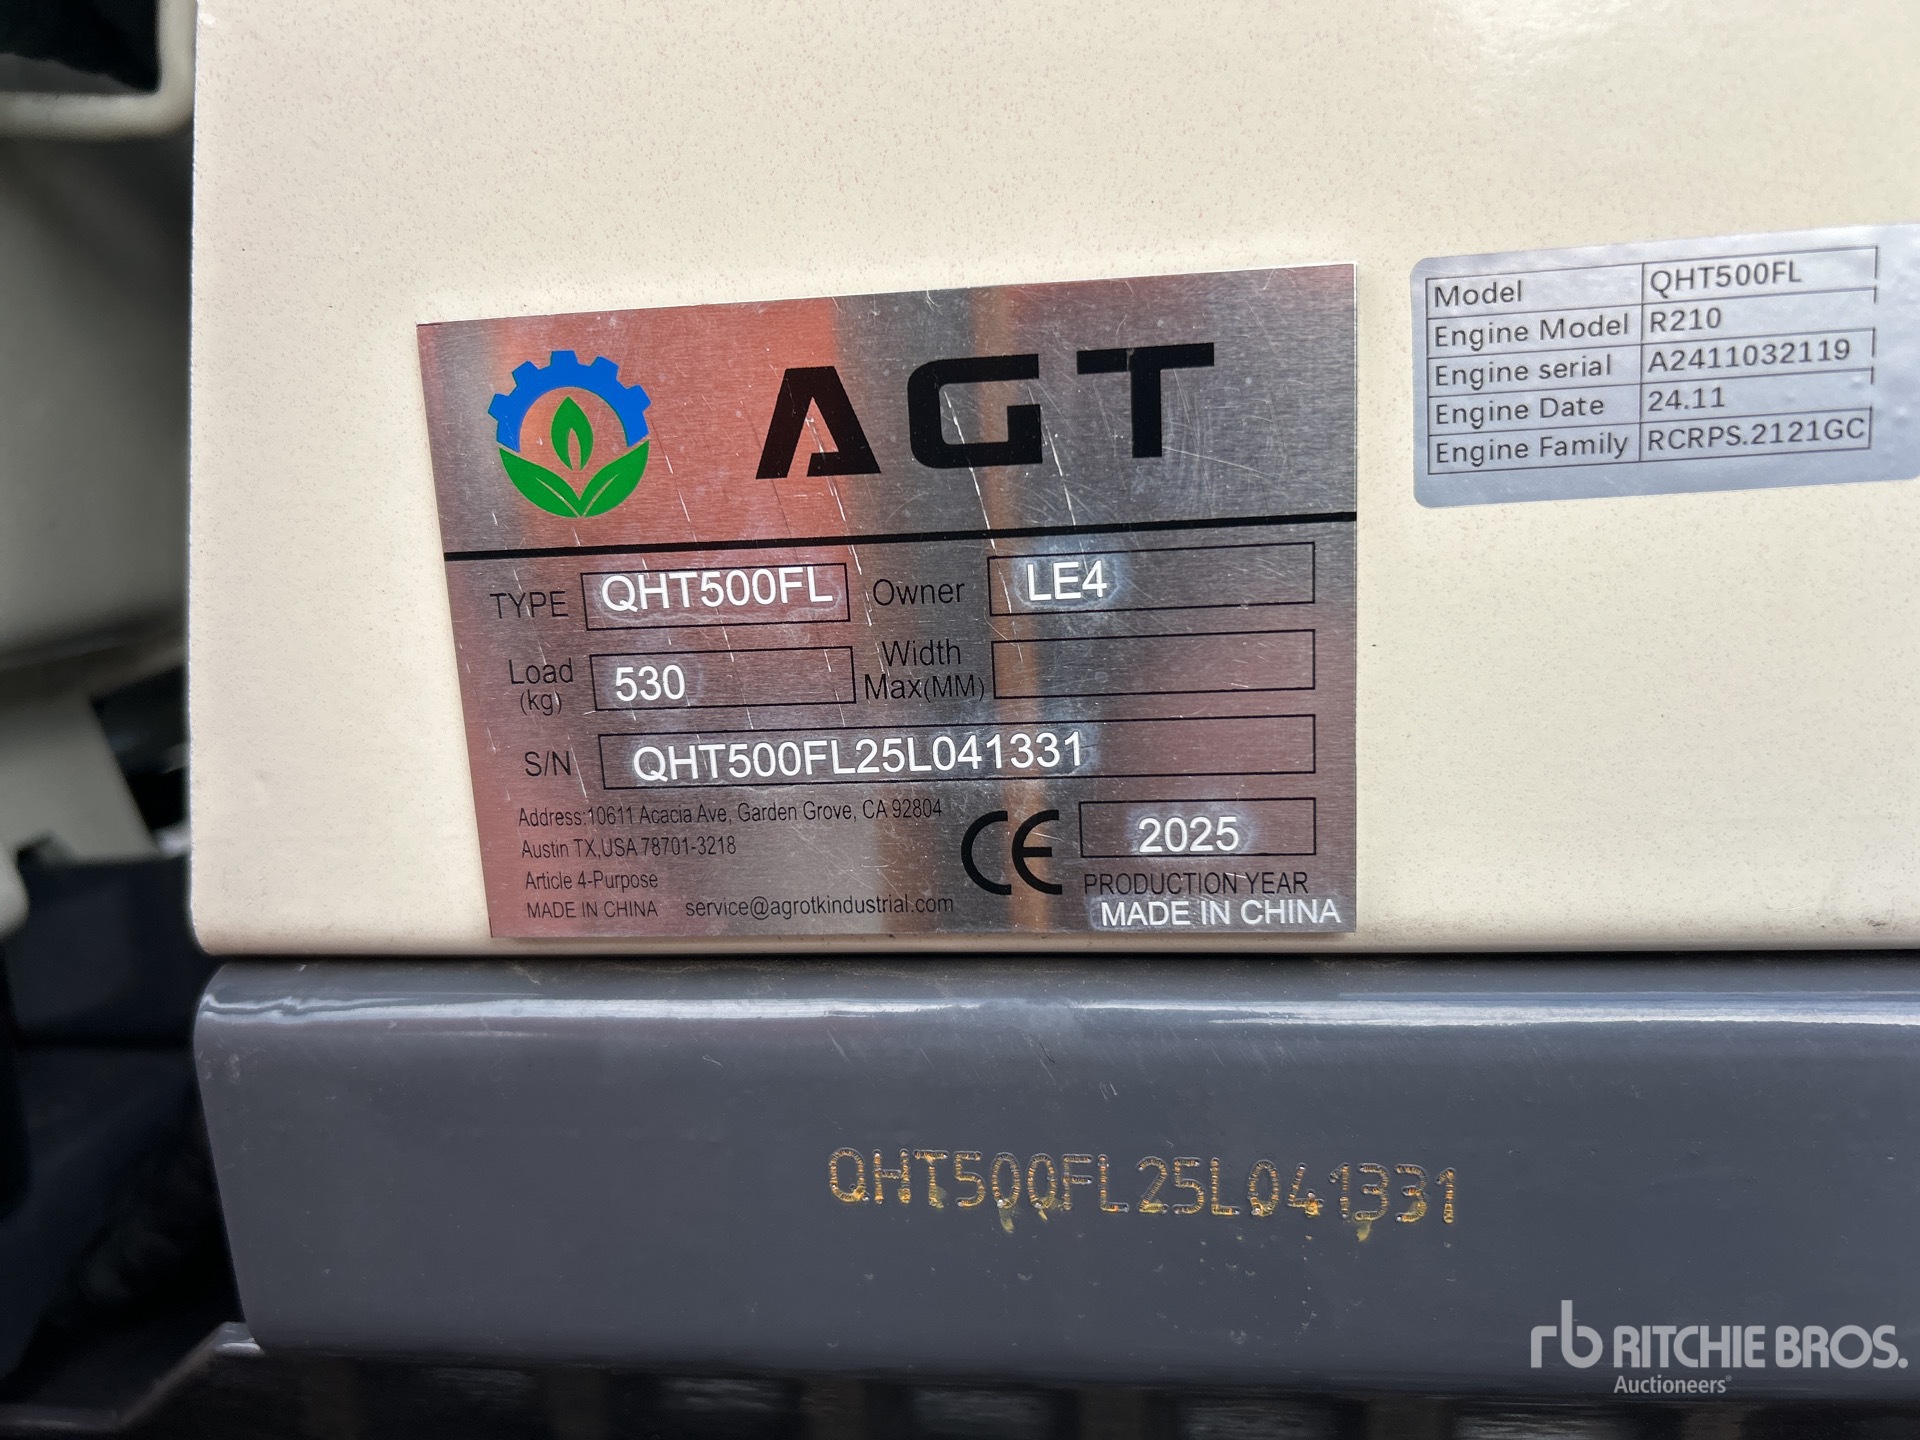 AGT
TYPE QHT500FL Owner LE4
Load (kg) 530 Width Max(MM)
S/N QHT500FL25L041331
Address:10611 Acacia Ave, Garden Grove, CA 92804
Austin TX,USA 78701-3218
Article 4-Purpose
MADE IN CHINA service@agrotkindustrial.com
CE 2025
PRODUCTION YEAR
MADE IN CHINA
Model QHT500FL
Engine Model R210
Engine serial A2411032119
Engine Date 24.11
Engine Family RCRPS.2121GC
QHT500FL25L041331
rb RITCHIE BROS.
Auctioneers